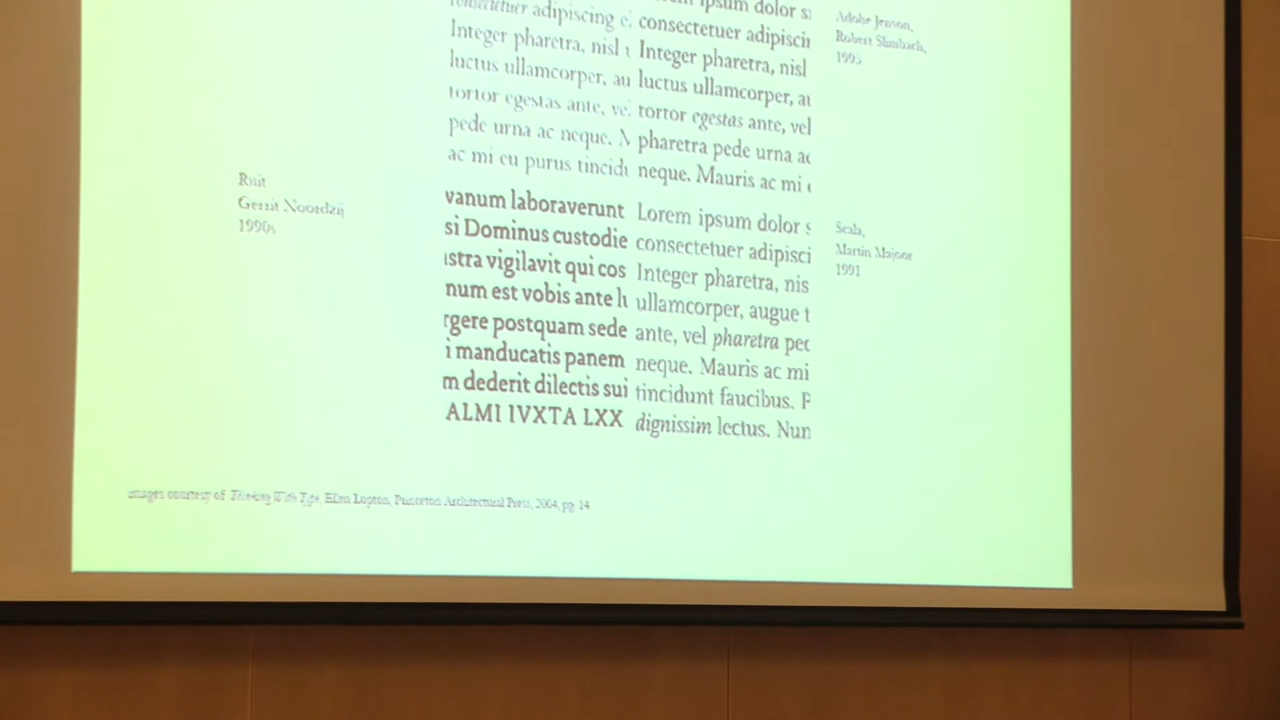 ipsum dolor s
consectetuer adipiscing e. consectetuer adipiscin
Integer pharetra, nisl Integer pharetra, nisl
luctus ullamcorper, au luctus ullamcorper, au
tortor egestas ante, ve tortor egestas ante, vel
pede urna ac neque. pharetra pede urna ac
ac mi eu purus tincidu neque. Mauris ac mi
Adobe Jenson,
Robert Slimbach,
1995
Ruit
Gerrit Noordzij
1990s
vanum laboraverunt
si Dominus custodie
stra vigilavit qui cos
num est vobis ante h
rgere postquam sede
i manducatis panem
m dederit dilectis sui
ALMI IVXTA LXX
Lorem ipsum dolor s
consectetuer adipisci
Integer pharetra, nis
ullamcorper, augue t
ante, vel pharetra pec
neque. Mauris ac mi
tincidunt faucibus. P
dignissim lectus. Nun
Scala,
Martin Majoor
1991
images courtesy of Thinking With Type, Ellen Lupton, Princeton Architectural Press, 2004, pg 14